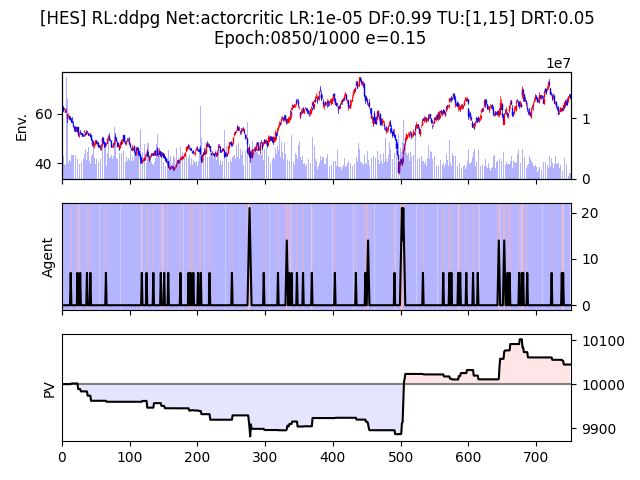 [HES] RL:ddpg Net:actorcritic LR:1e-05 DF:0.99 TU:[1,15] DRT:0.05
Epoch:0850/1000 e=0.15
1e7
Env.
60
40
1
0
Agent
20
10
0
PV
10100
10000
9900
0 100 200 300 400 500 600 700